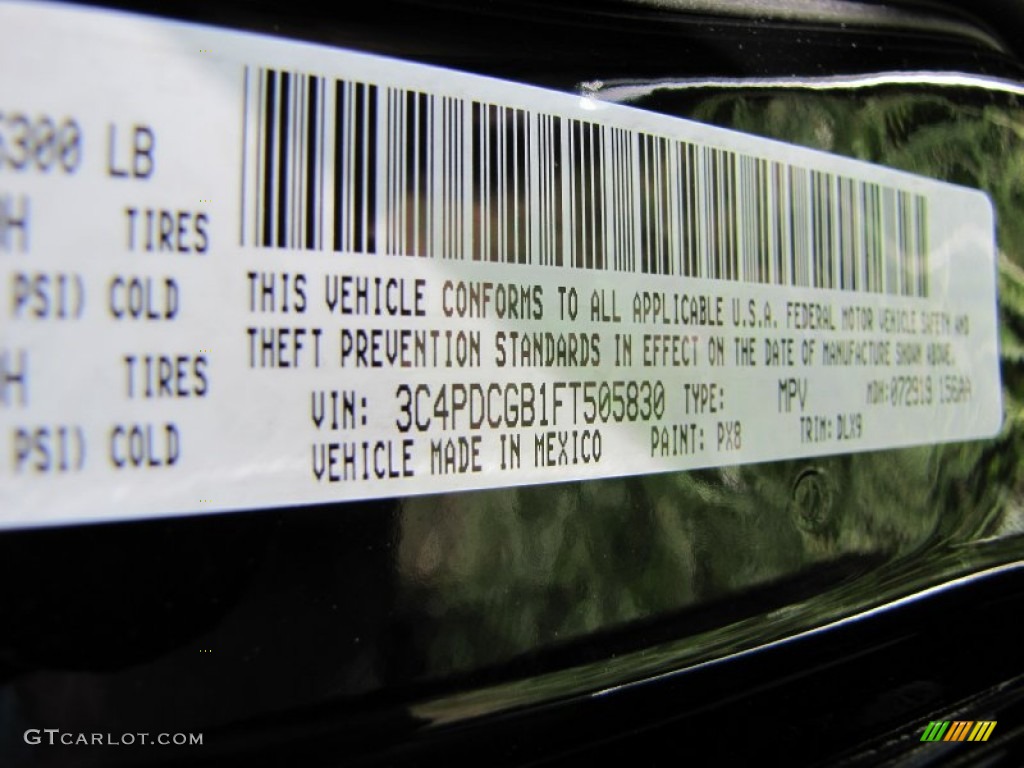 300 LB
H TIRES
PSI) COLD
H TIRES
PSI) COLD
THIS VEHICLE CONFORMS TO ALL APPLICABLE U.S.A. FEDERAL MOTOR VEHICLE SAFETY AND
THEFT PREVENTION STANDARDS IN EFFECT ON THE DATE OF MANUFACTURE SHOWN ABOVE.
VIN: 3C4PDCGB1FT505830 TYPE: MPV MDH:
VEHICLE MADE IN MEXICO PAINT: PX8 TRIM: DLX9
GTCARLOT.COM